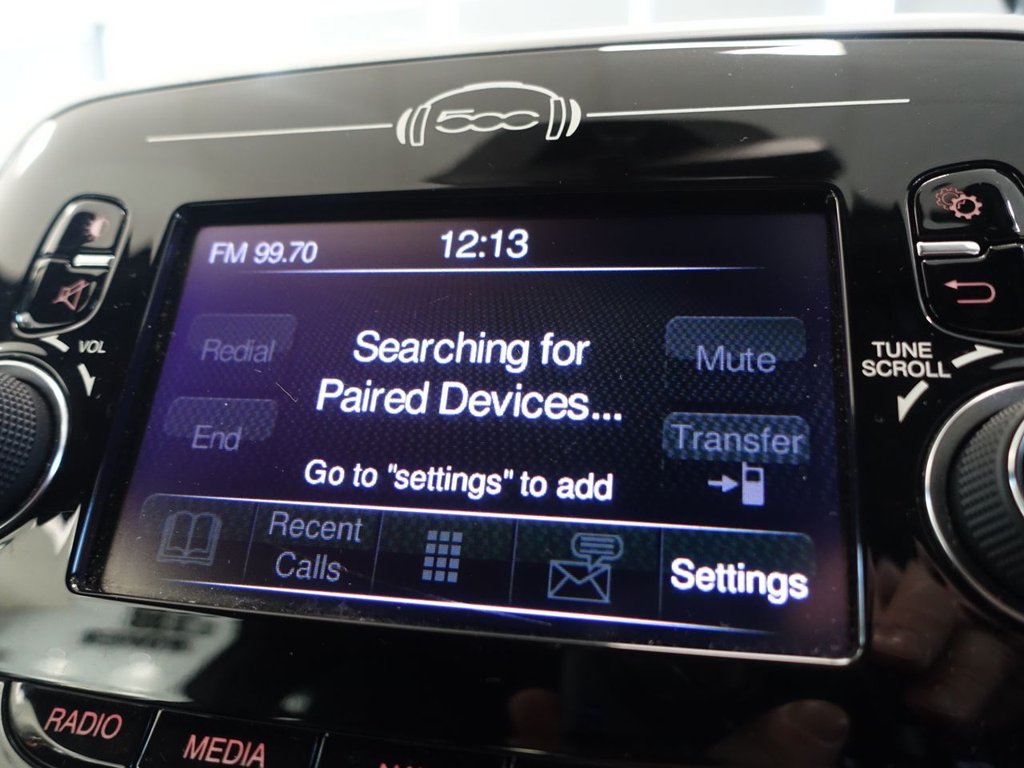 500
FM 99.70
12:13
VOL
Redial
Searching for
Paired Devices...
Mute
TUNE
SCROLL
End
Transfer
Go to "settings" to add
Recent
Calls
Settings
RADIO
MEDIA